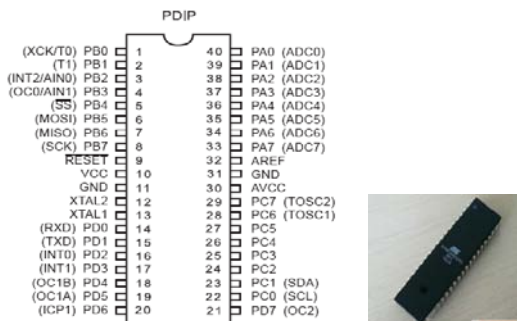 PDIP
(XCK/T0) PB0 1 40 PA0 (ADC0)
(T1) PB1 2 39 PA1 (ADC1)
(INT2/AIN0) PB2 3 38 PA2 (ADC2)
(OC0/AIN1) PB3 4 37 PA3 (ADC3)
(SS) PB4 5 36 PA4 (ADC4)
(MOSI) PB5 6 35 PA5 (ADC5)
(MISO) PB6 7 34 PA6 (ADC6)
(SCK) PB7 8 33 PA7 (ADC7)
RESET 9 32 AREF
VCC 10 31 GND
GND 11 30 AVCC
XTAL2 12 29 PC7 (TOSC2)
XTAL1 13 28 PC6 (TOSC1)
(RXD) PD0 14 27 PC5
(TXD) PD1 15 26 PC4
(INT0) PD2 16 25 PC3
(INT1) PD3 17 24 PC2
(OC1B) PD4 18 23 PC1 (SDA)
(OC1A) PD5 19 22 PC0 (SCL)
(ICP1) PD6 20 21 PD7 (OC2)